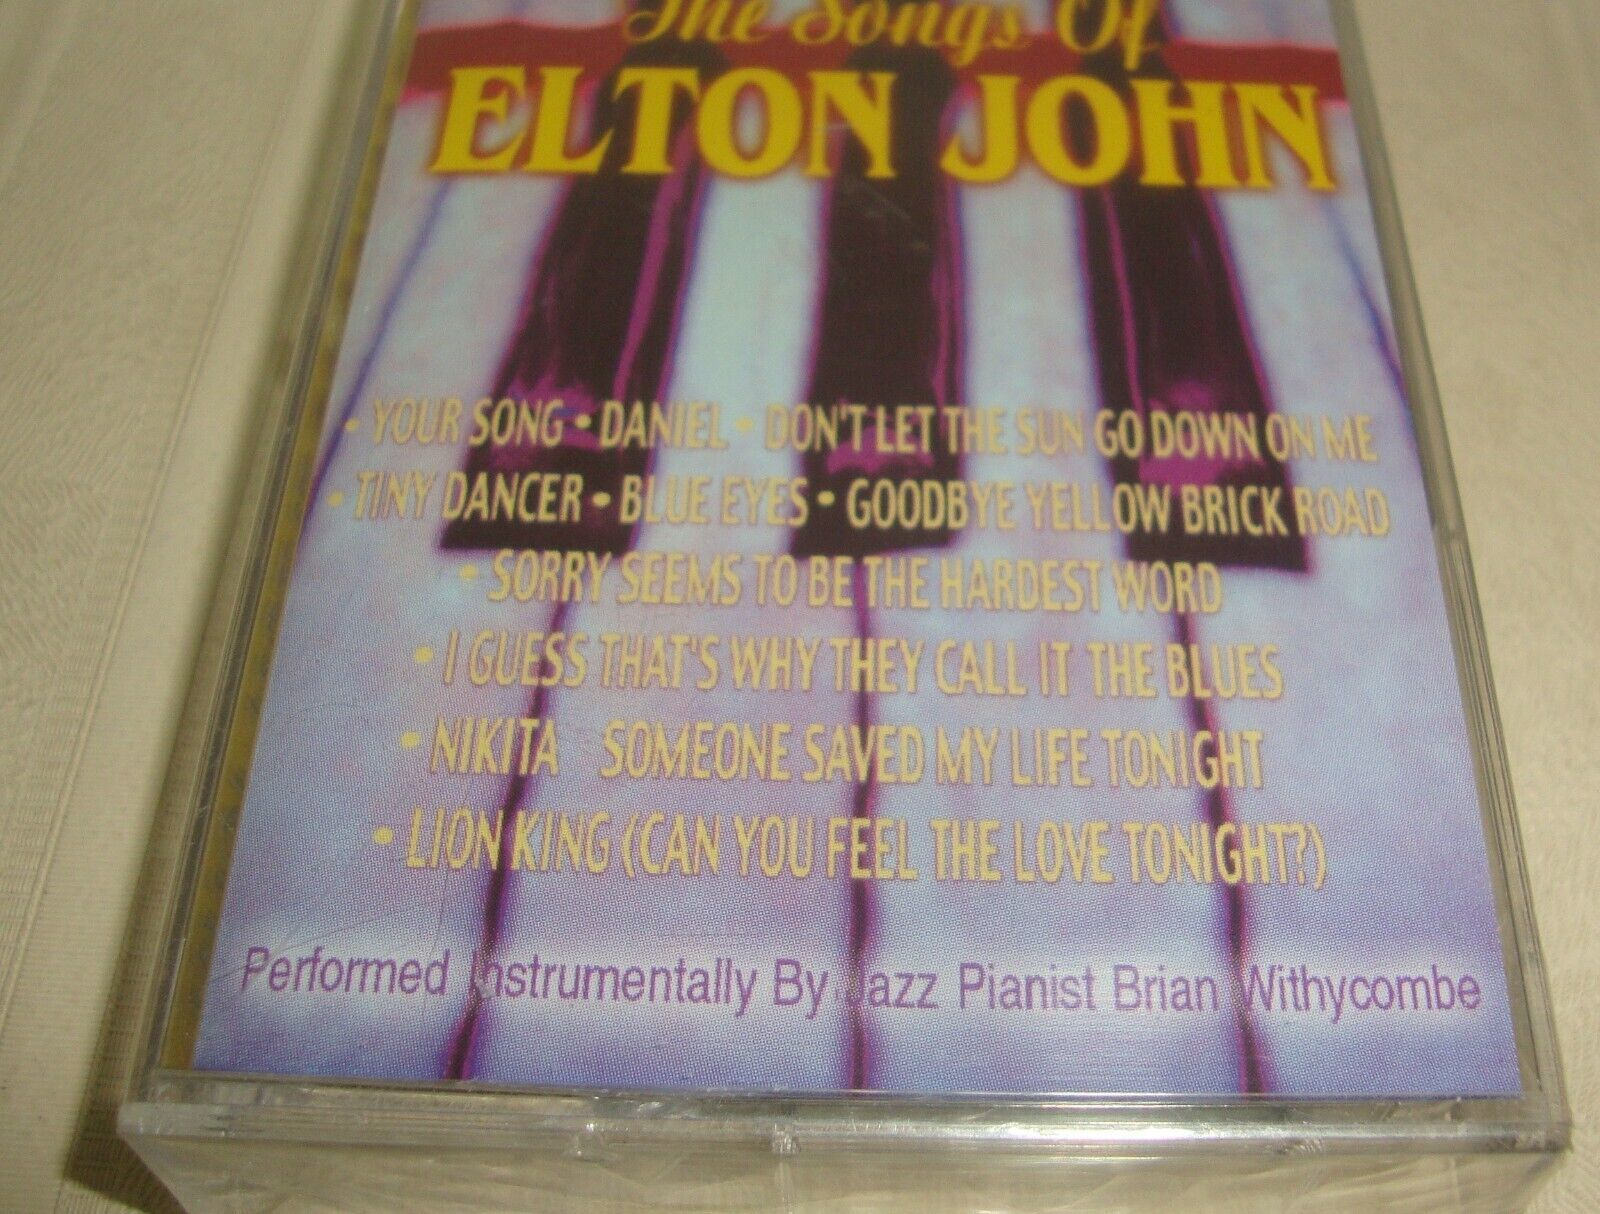 The Songs Of
ELTON JOHN
• YOUR SONG • DANIEL • DON'T LET THE SUN GO DOWN ON ME
• TINY DANCER • BLUE EYES • GOODBYE YELLOW BRICK ROAD
• SORRY SEEMS TO BE THE HARDEST WORD
• I GUESS THAT'S WHY THEY CALL IT THE BLUES
• NIKITA SOMEONE SAVED MY LIFE TONIGHT
• LION KING (CAN YOU FEEL THE LOVE TONIGHT?)
Performed Instrumentally By Jazz Pianist Brian Withycombe